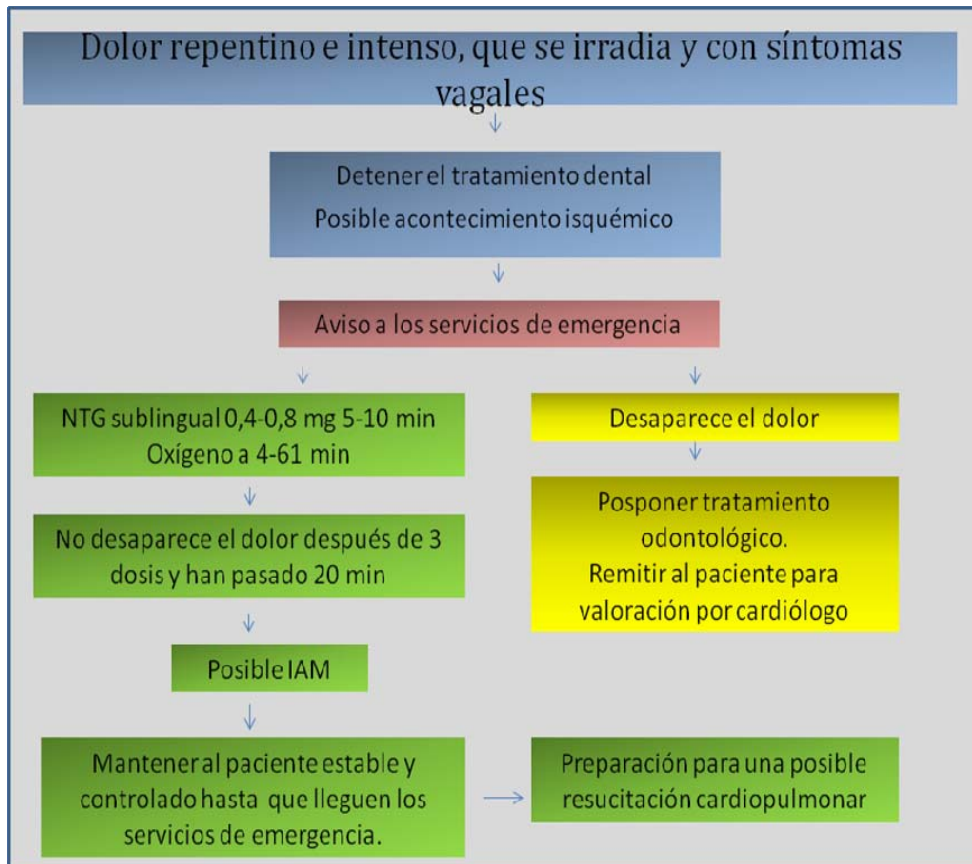 Dolor repentino e intenso, que se irradia y con síntomas
vagales
Detener el tratamiento dental
Posible acontecimiento isquémico
Aviso a los servicios de emergencia
NTG sublingual 0,4-0,8 mg 5-10 min
Oxígeno a 4-61 min
No desaparece el dolor después de 3
dosis y han pasado 20 min
Posible IAM
Mantener al paciente estable y
controlado hasta que lleguen los
servicios de emergencia.
Preparación para una posible
resucitación cardiopulmonar
Desaparece el dolor
Posponer tratamiento
odontológico.
Remitir al paciente para
valoración por cardiólogo